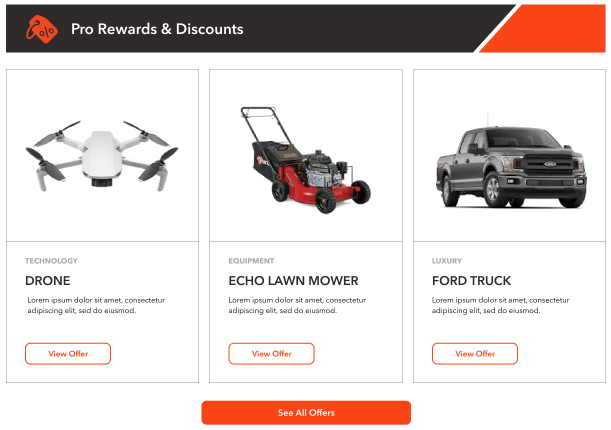 Pro Rewards & Discounts
TECHNOLOGY
DRONE
Lorem ipsum dolor sit amet, consectetur
adipiscing elit, sed do eiusmod.
View Offer
EQUIPMENT
ECHO LAWN MOWER
Lorem ipsum dolor sit amet, consectetur
adipiscing elit, sed do eiusmod.
View Offer
LUXURY
FORD TRUCK
Lorem ipsum dolor sit amet, consectetur
adipiscing elit, sed do eiusmod.
View Offer
See All Offers